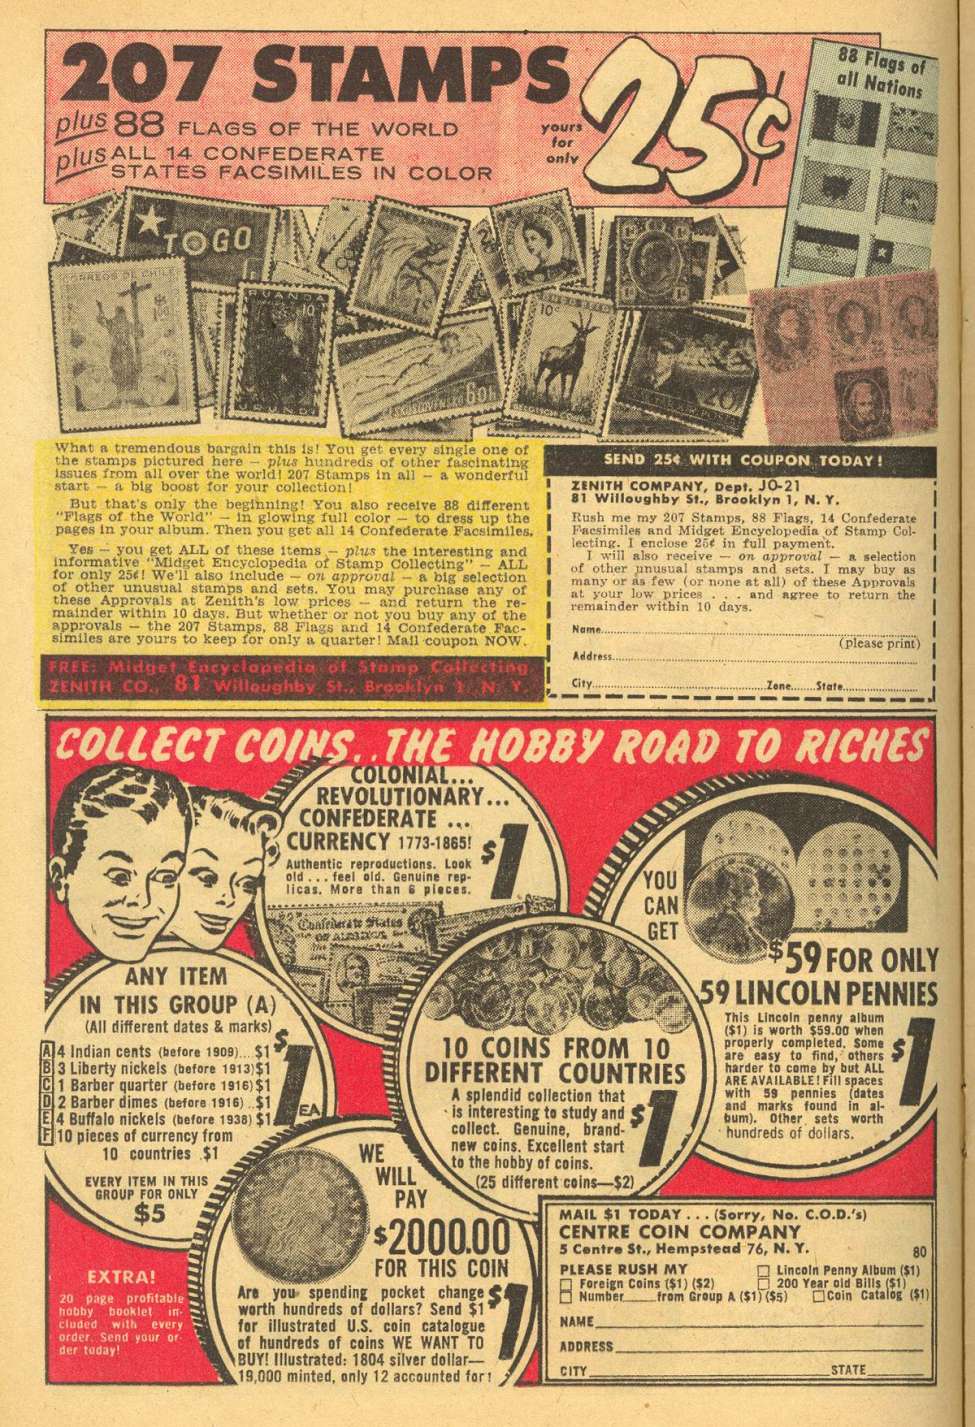 207 STAMPS
plus 88 FLAGS OF THE WORLD
plus ALL 14 CONFEDERATE
STATES FACSIMILES IN COLOR
yours
for
only
25¢
88 Flags of
all Nations
TOGO
CORREOS DE CHILE
What a tremendous bargain this is! You get every single one
of the stamps pictured here — plus hundreds of other fascinating
issues from all over the world! 207 Stamps in all — a wonderful
start — a big boost for your collection!
But that's only the beginning! You also receive 88 different
"Flags of the World" — in glowing full color — to dress up the
pages in your album. Then you get all 14 Confederate Facsimiles.
Yes — you get ALL of these items — plus the interesting and
informative "Midget Encyclopedia of Stamp Collecting" — ALL
for only 25¢! We'll also include — on approval — a big selection
of other unusual stamps and sets. You may purchase any of
these Approvals at Zenith's low prices — and return the re-
mainder within 10 days. But whether or not you buy any of the
approvals — the 207 Stamps, 88 Flags and 14 Confederate Fac-
similes are yours to keep for only a quarter! Mail coupon NOW.
FREE: Midget Encyclopedia of Stamp Collecting
ZENITH CO., 81 Willoughby St., Brooklyn 1, N. Y.
SEND 25¢ WITH COUPON TODAY!
ZENITH COMPANY, Dept. JO-21
81 Willoughby St., Brooklyn 1, N. Y.
Rush me my 207 Stamps, 88 Flags, 14 Confederate
Facsimiles and Midget Encyclopedia of Stamp Col-
lecting. I enclose 25¢ in full payment.
I will also receive — on approval — a selection
of other unusual stamps and sets. I may buy as
many or as few (or none at all) of these Approvals
at your low prices . . . and agree to return the
remainder within 10 days.
Name
(please print)
Address
City Zone State
COLLECT COINS..THE HOBBY ROAD TO RICHES
COLONIAL...
REVOLUTIONARY...
CONFEDERATE ...
CURRENCY 1773-1865!
$1
Authentic reproductions. Look
old ... feel old. Genuine rep-
licas. More than 6 pieces.
Confederate States
OF AMERICA
YOU
CAN
GET
$59 FOR ONLY
59 LINCOLN PENNIES
This Lincoln penny album
($1) is worth $59.00 when
properly completed. Some
are easy to find, others
harder to come by but ALL
ARE AVAILABLE! Fill spaces
with 59 pennies (dates
and marks found in al-
bum). Other sets worth
hundreds of dollars.
$1
ANY ITEM
IN THIS GROUP (A)
(All different dates & marks)
A 4 Indian cents (before 1909)...$1
B 3 Liberty nickels (before 1913) $1
C 1 Barber quarter (before 1916) $1
D 2 Barber dimes (before 1916)...$1
E 4 Buffalo nickels (before 1938) $1
F 10 pieces of currency from
10 countries .$1
$1 EA.
EVERY ITEM IN THIS
GROUP FOR ONLY
$5
10 COINS FROM 10
DIFFERENT COUNTRIES
A splendid collection that
is interesting to study and
collect. Genuine, brand-
new coins. Excellent start
to the hobby of coins.
(25 different coins—$2)
$1
WE
WILL
PAY
$2000.00
FOR THIS COIN
Are you spending pocket change
worth hundreds of dollars? Send $1
for illustrated U.S. coin catalogue
of hundreds of coins WE WANT TO
BUY! Illustrated: 1804 silver dollar—
19,000 minted, only 12 accounted for!
$1
EXTRA!
20 page profitable
hobby booklet in-
cluded with every
order. Send your or-
der today!
MAIL $1 TODAY . . . (Sorry, No. C.O.D.'s)
CENTRE COIN COMPANY
5 Centre St., Hempstead 76, N. Y. 80
PLEASE RUSH MY
Lincoln Penny Album ($1)
Foreign Coins ($1) ($2)
200 Year old Bills ($1)
Number from Group A ($1) ($5)
Coin Catalog ($1)
NAME
ADDRESS
CITY STATE